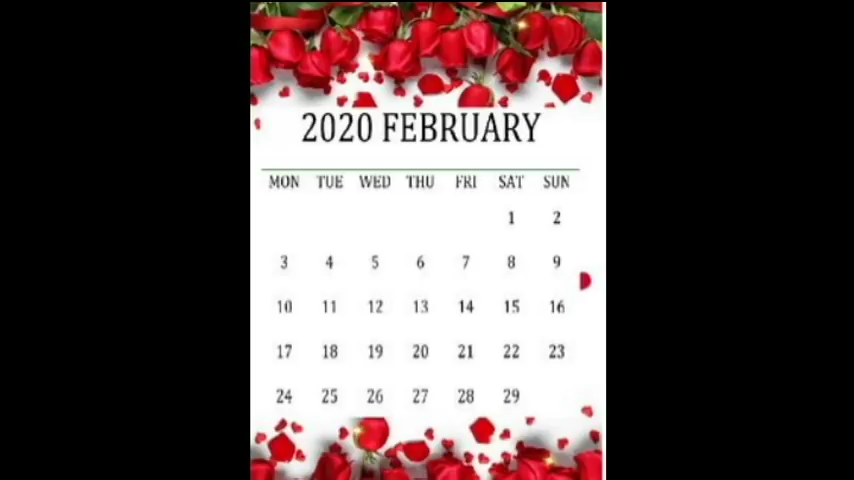 2020 FEBRUARY
MON TUE WED THU FRI SAT SUN
1 2
3 4 5 6 7 8 9
10 11 12 13 14 15 16
17 18 19 20 21 22 23
24 25 26 27 28 29